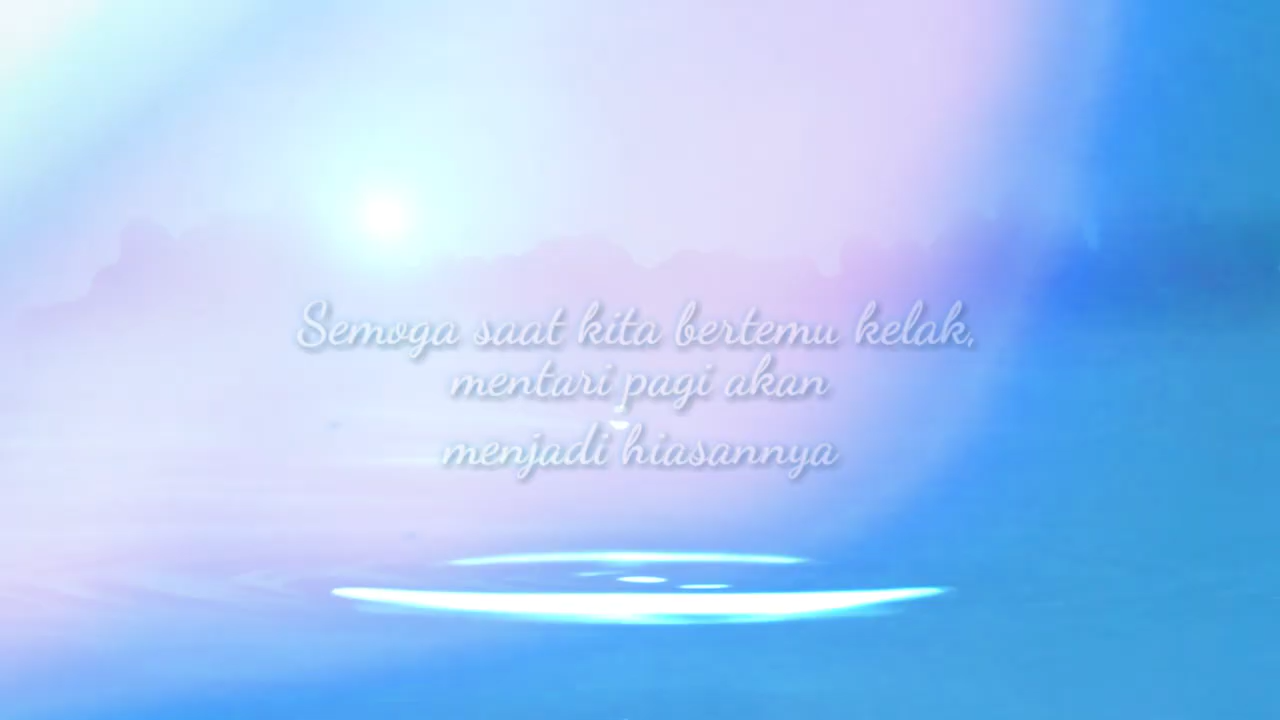 Semoga saat kita bertemu kelak,
mentari pagi akan
menjadi hiasannya